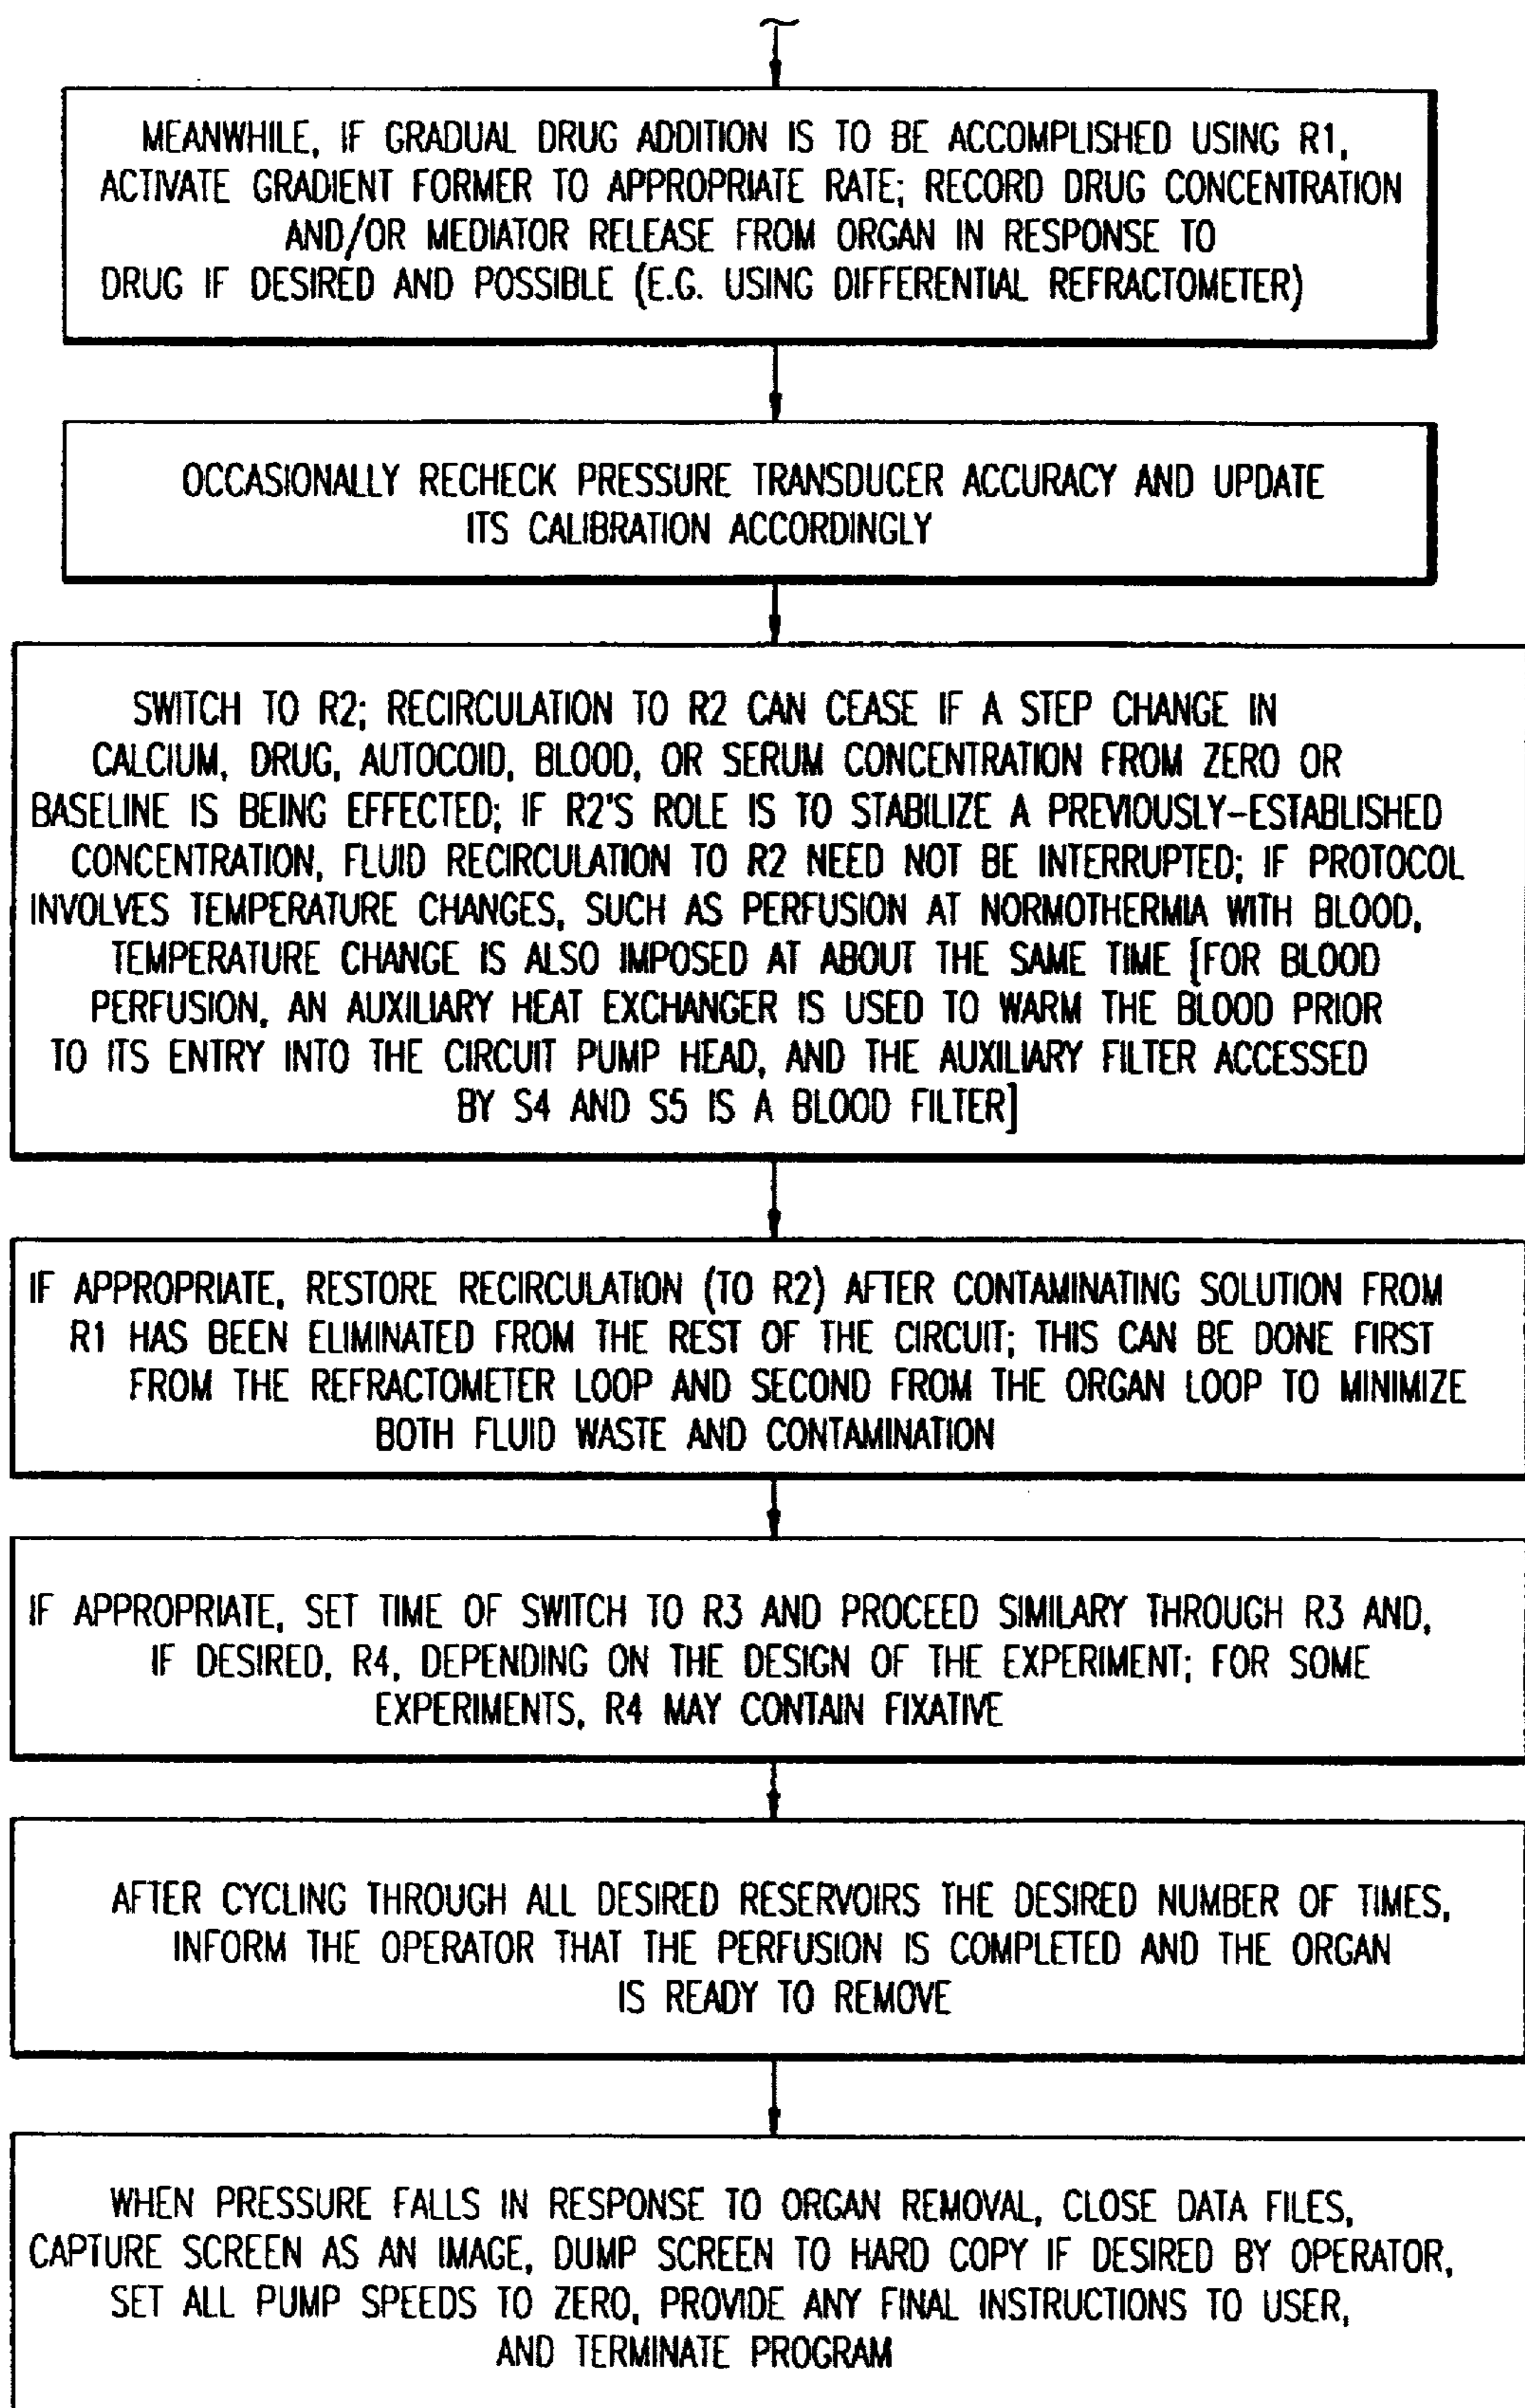 MEANWHILE, IF GRADUAL DRUG ADDITION IS TO BE ACCOMPLISHED USING R1,
ACTIVATE GRADIENT FORMER TO APPROPRIATE RATE; RECORD DRUG CONCENTRATION
AND/OR MEDIATOR RELEASE FROM ORGAN IN RESPONSE TO
DRUG IF DESIRED AND POSSIBLE (E.G. USING DIFFERENTIAL REFRACTOMETER)
OCCASIONALLY RECHECK PRESSURE TRANSDUCER ACCURACY AND UPDATE
ITS CALIBRATION ACCORDINGLY
SWITCH TO R2; RECIRCULATION TO R2 CAN CEASE IF A STEP CHANGE IN
CALCIUM, DRUG, AUTOCOID, BLOOD, OR SERUM CONCENTRATION FROM ZERO OR
BASELINE IS BEING EFFECTED; IF R2'S ROLE IS TO STABILIZE A PREVIOUSLY-ESTABLISHED
CONCENTRATION, FLUID RECIRCULATION TO R2 NEED NOT BE INTERRUPTED; IF PROTOCOL
INVOLVES TEMPERATURE CHANGES, SUCH AS PERFUSION AT NORMOTHERMIA WITH BLOOD,
TEMPERATURE CHANGE IS ALSO IMPOSED AT ABOUT THE SAME TIME [FOR BLOOD
PERFUSION, AN AUXILIARY HEAT EXCHANGER IS USED TO WARM THE BLOOD PRIOR
TO ITS ENTRY INTO THE CIRCUIT PUMP HEAD, AND THE AUXILIARY FILTER ACCESSED
BY S4 AND S5 IS A BLOOD FILTER]
IF APPROPRIATE, RESTORE RECIRCULATION (TO R2) AFTER CONTAMINATING SOLUTION FROM
R1 HAS BEEN ELIMINATED FROM THE REST OF THE CIRCUIT; THIS CAN BE DONE FIRST
FROM THE REFRACTOMETER LOOP AND SECOND FROM THE ORGAN LOOP TO MINIMIZE
BOTH FLUID WASTE AND CONTAMINATION
IF APPROPRIATE, SET TIME OF SWITCH TO R3 AND PROCEED SIMILARY THROUGH R3 AND,
IF DESIRED, R4, DEPENDING ON THE DESIGN OF THE EXPERIMENT; FOR SOME
EXPERIMENTS, R4 MAY CONTAIN FIXATIVE
AFTER CYCLING THROUGH ALL DESIRED RESERVOIRS THE DESIRED NUMBER OF TIMES,
INFORM THE OPERATOR THAT THE PERFUSION IS COMPLETED AND THE ORGAN
IS READY TO REMOVE
WHEN PRESSURE FALLS IN RESPONSE TO ORGAN REMOVAL, CLOSE DATA FILES,
CAPTURE SCREEN AS AN IMAGE, DUMP SCREEN TO HARD COPY IF DESIRED BY OPERATOR,
SET ALL PUMP SPEEDS TO ZERO, PROVIDE ANY FINAL INSTRUCTIONS TO USER,
AND TERMINATE PROGRAM